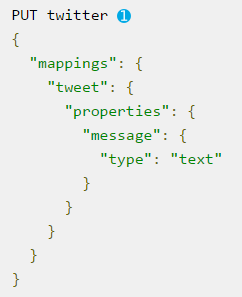 PUT twitter 1
{
  "mappings": {
    "tweet": {
      "properties": {
        "message": {
          "type": "text"
        }
      }
    }
  }
}